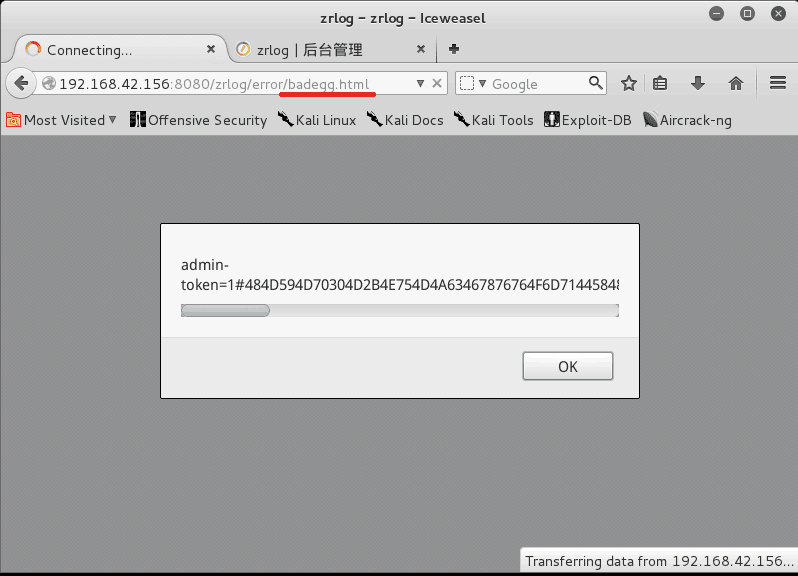 zrlog – zrlog – Iceweasel
Connecting...
zrlog | 后台管理
192.168.42.156:8080/zrlog/error/badegg.html
Google
Most Visited
Offensive Security
Kali Linux
Kali Docs
Kali Tools
Exploit-DB
Aircrack-ng
admin-
token=1#484D594D70304D2B4E754D4A63467876764F6D71445848
OK
Transferring data from 192.168.42.156...